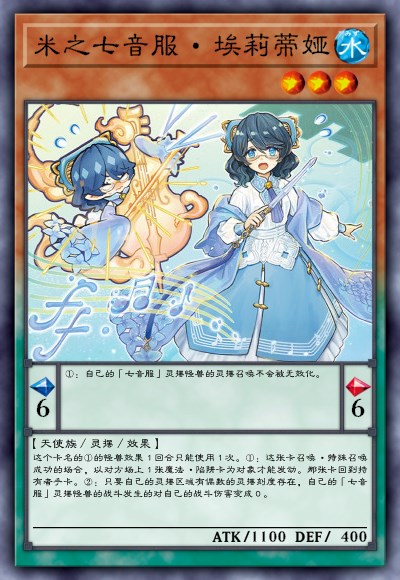 米之七音服・埃莉蒂娅
水
①：自己的「七音服」灵摆怪兽的灵摆召唤不会被无效化。
6
6
【天使族／灵摆／效果】
这个卡名的①的怪兽效果1回合只能使用1次。①：这张卡召唤・特殊召唤
成功的场合，以对方场上1张魔法・陷阱卡为对象才能发动。那张卡回到持
有者手卡。②：只要自己的灵摆区域有偶数的灵摆刻度存在，自己的「七音
服」灵摆怪兽的战斗发生的对自己的战斗伤害变成0。
ATK/1100 DEF/ 400